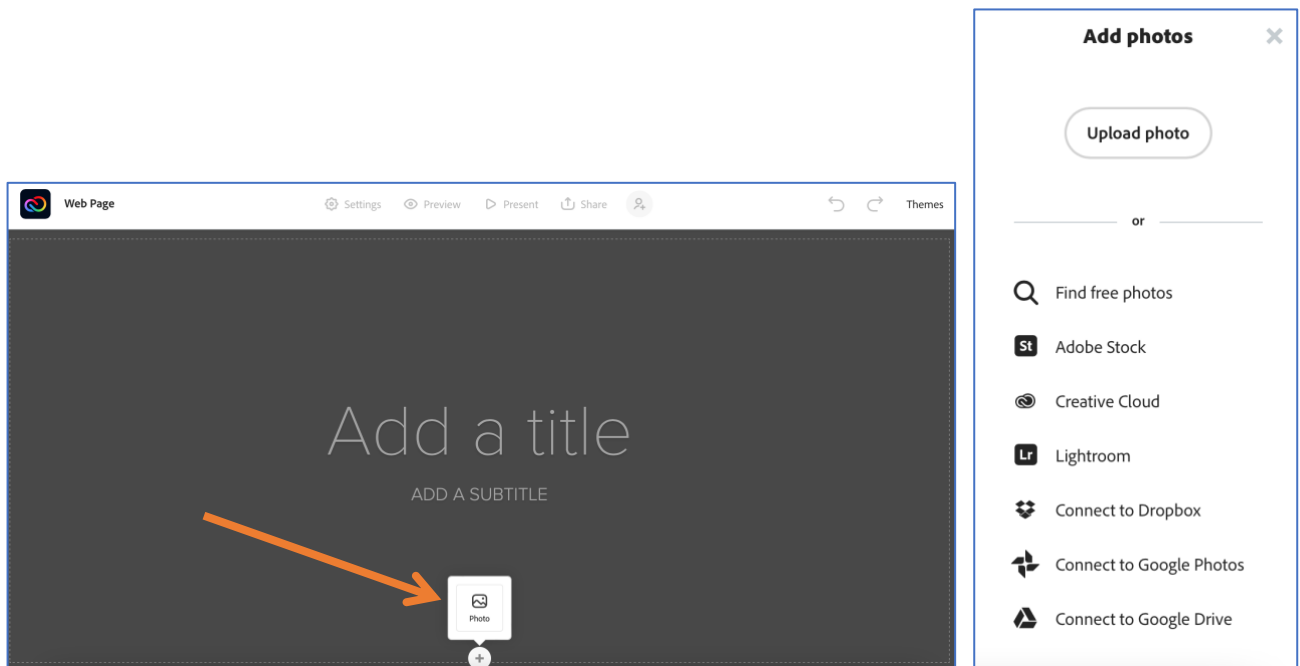 Web Page
Settings
Preview
Present
Share
Themes
Add a title
ADD A SUBTITLE
Photo
Add photos
Upload photo
or
Find free photos
St Adobe Stock
Creative Cloud
Lr Lightroom
Connect to Dropbox
Connect to Google Photos
Connect to Google Drive